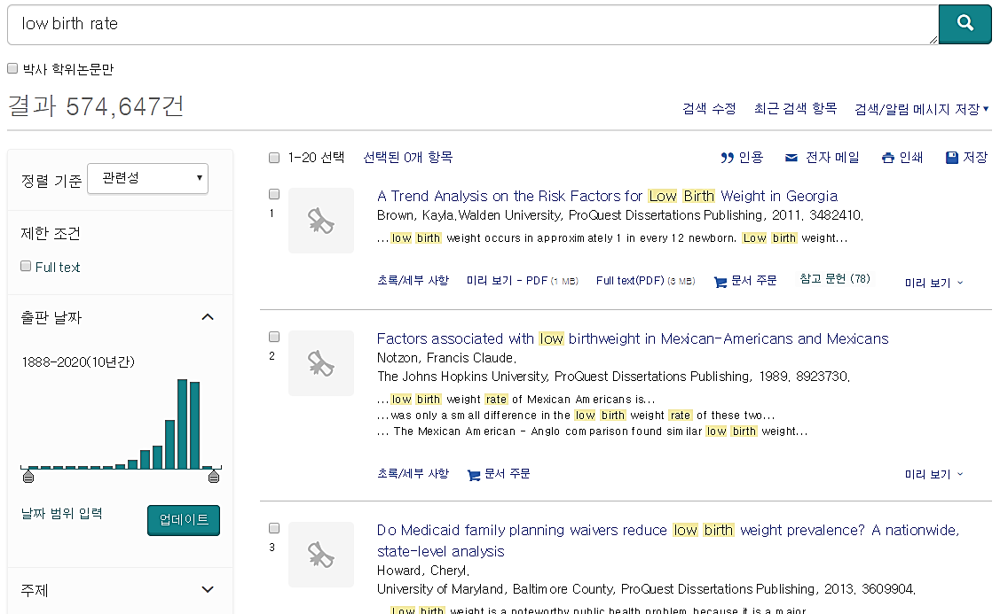 low birth rate
박사 학위논문만
결과 574,647건
검색 수정 최근 검색 항목 검색/알림 메시지 저장
정렬 기준 관련성
제한 조건
Full text
출판 날짜
1888-2020(10년간)
날짜 범위 입력 업데이트
주제
1-20 선택 선택된 0개 항목 인용 전자 메일 인쇄 저장
1
A Trend Analysis on the Risk Factors for Low Birth Weight in Georgia
Brown, Kayla.Walden University, ProQuest Dissertations Publishing, 2011. 3482410.
...low birth weight occurs in approximately 1 in every 12 newborn. Low birth weight...
초록/세부 사항 미리 보기 - PDF (1 MB) Full text(PDF) (3 MB) 문서 주문 참고 문헌 (78) 미리 보기
2
Factors associated with low birthweight in Mexican-Americans and Mexicans
Notzon, Francis Claude.
The Johns Hopkins University, ProQuest Dissertations Publishing, 1989. 8923730.
...low birth weight rate of Mexican Americans is...
...was only a small difference in the low birth weight rate of these two...
... The Mexican American - Anglo comparison found similar low birth weight...
초록/세부 사항 문서 주문 미리 보기
3
Do Medicaid family planning waivers reduce low birth weight prevalence? A nationwide,
state-level analysis
Howard, Cheryl.
University of Maryland, Baltimore County, ProQuest Dissertations Publishing, 2013. 3609904.
Low birth weight is a noteworthy public health problem, because it is a major